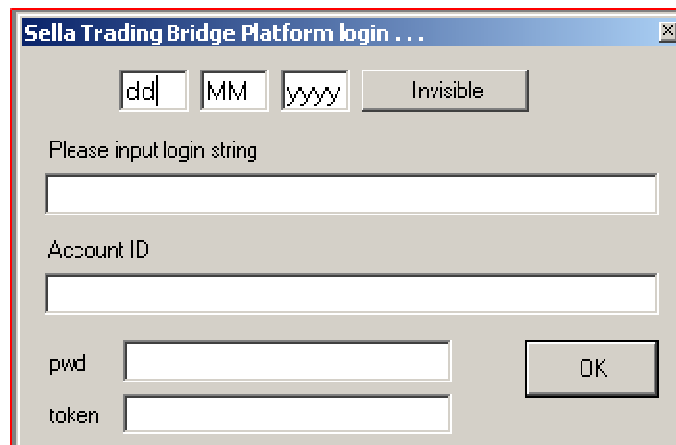 Sella Trading Bridge Platform login . . .
dd MM yyyy Invisible
Please input login string
Account ID
pwd
OK
token